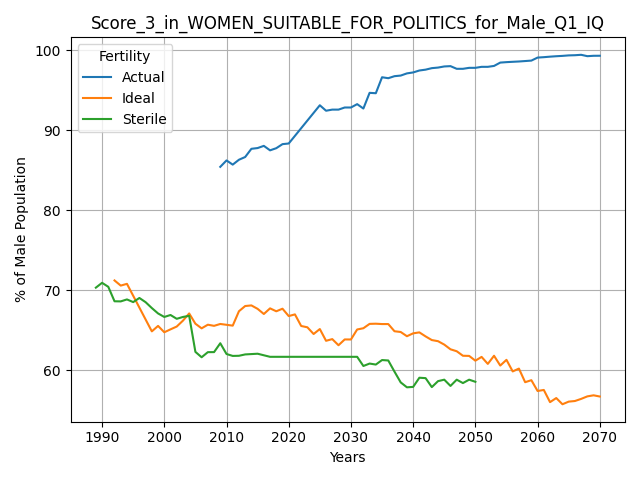 Score_3_in_WOMEN_SUITABLE_FOR_POLITICS_for_Male_Q1_IQ
Fertility
Actual
Ideal
Sterile
% of Male Population
100
90
80
70
60
1990 2000 2010 2020 2030 2040 2050 2060 2070
Years